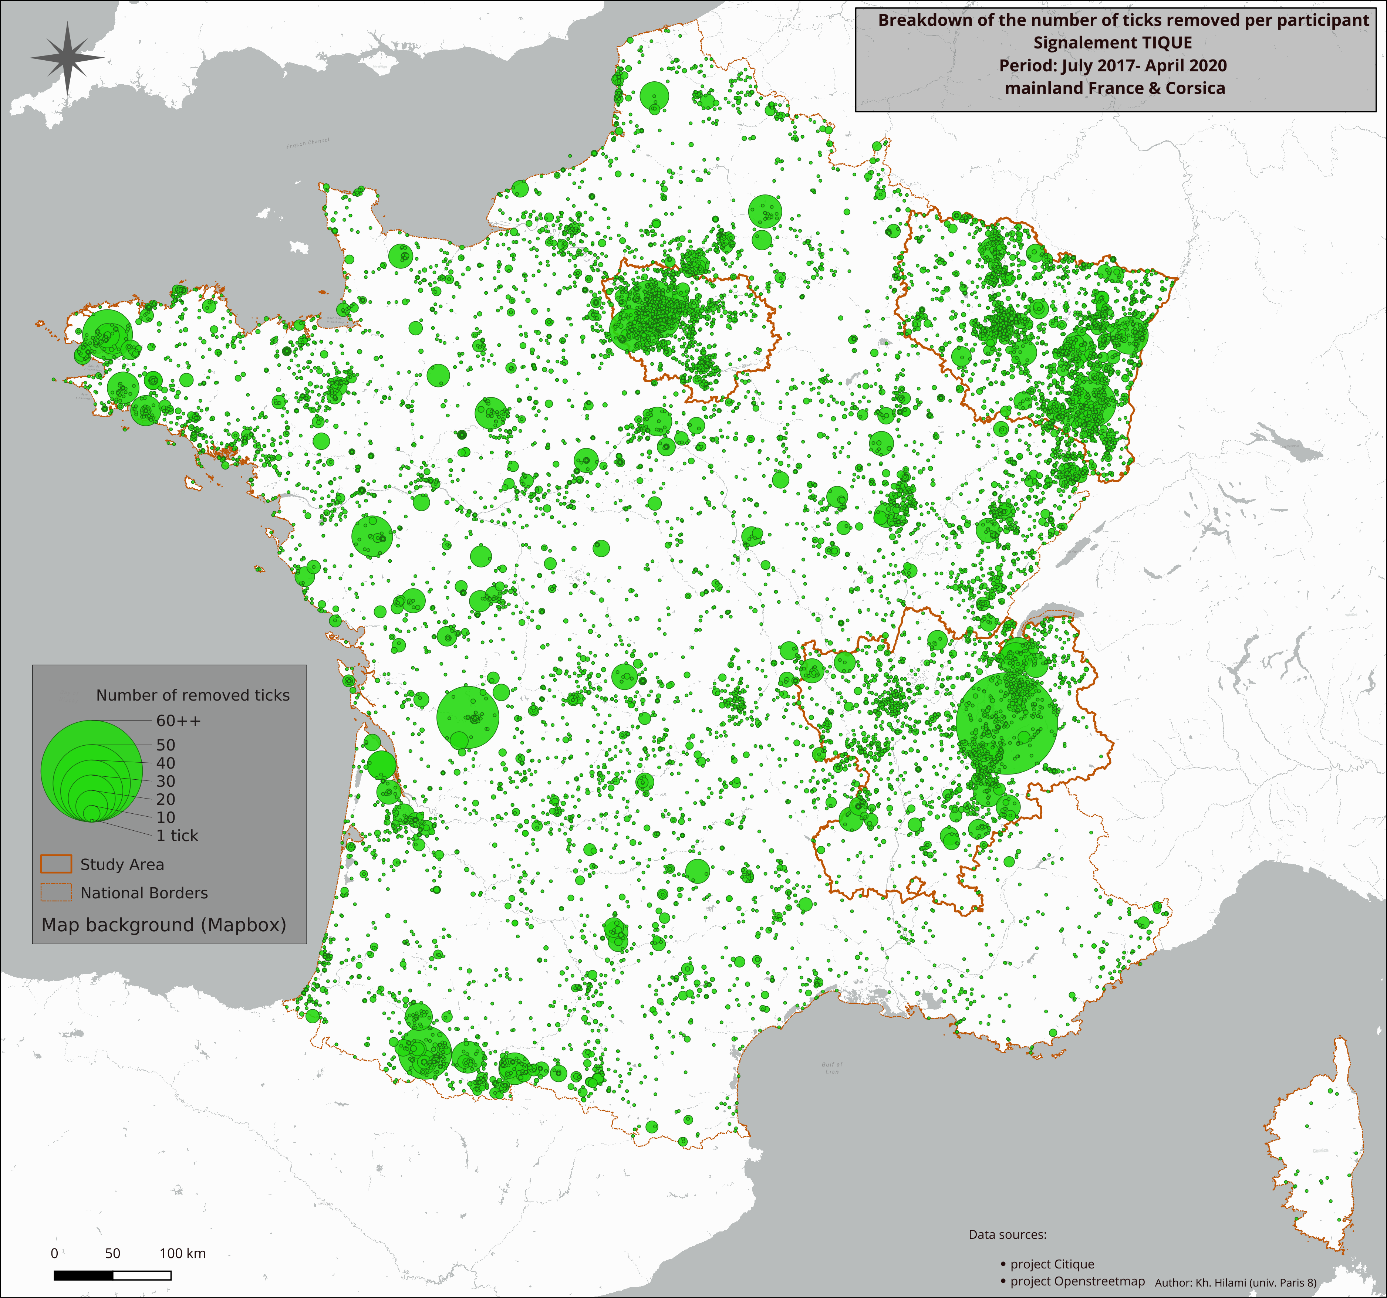 Breakdown of the number of ticks removed per participant
Signalement TIQUE
Period: July 2017- April 2020
mainland France & Corsica
Number of removed ticks
60++
50
40
30
20
10
1 tick
Study Area
National Borders
Map background (Mapbox)
0 50 100 km
Data sources:
• project Citique
• project Openstreetmap
Author: Kh. Hilami (univ. Paris 8)